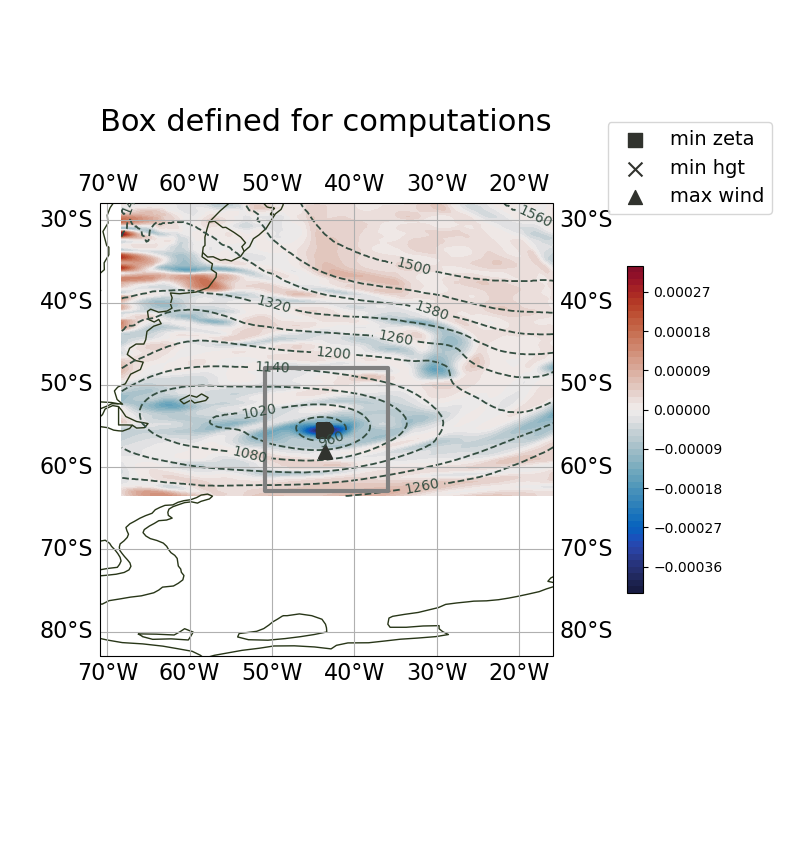 Box defined for computations
min zeta
min hgt
max wind
70°W 60°W 50°W 40°W 30°W 20°W
30°S 30°S
40°S 40°S
50°S 50°S
60°S 60°S
70°S 70°S
80°S 80°S
70°W 60°W 50°W 40°W 30°W 20°W
1560
1500
1320
1380
1260
1200
1140
1020
960
1080
1260
0.00027
0.00018
0.00009
0.00000
−0.00009
−0.00018
−0.00027
−0.00036